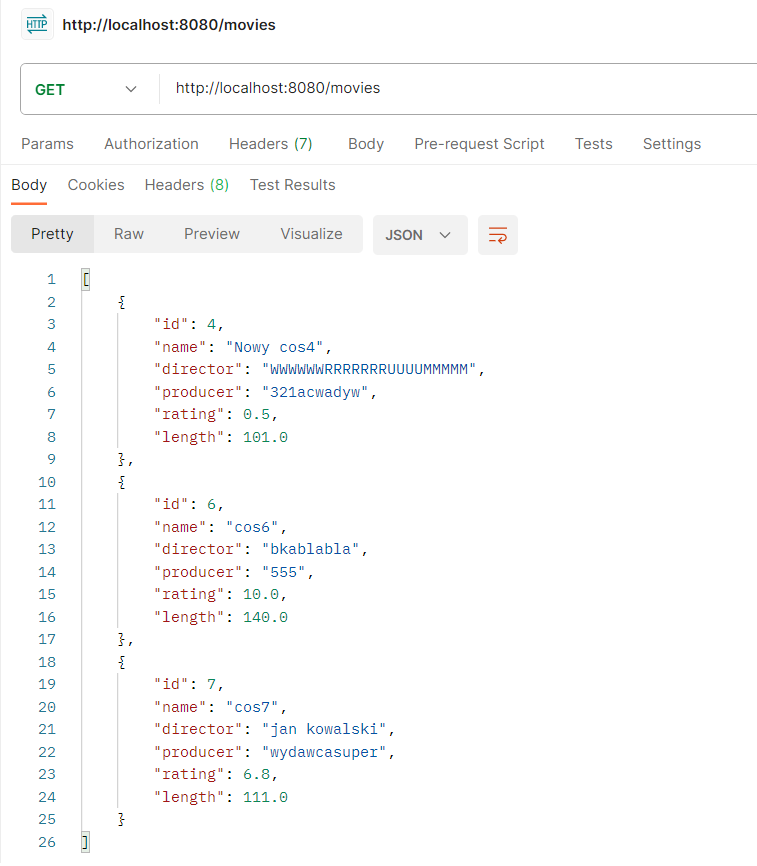 HTTP http://localhost:8080/movies
GET http://localhost:8080/movies
Params Authorization Headers (7) Body Pre-request Script Tests Settings
Body Cookies Headers (8) Test Results
Pretty Raw Preview Visualize JSON
1 [
2 {
3 "id": 4,
4 "name": "Nowy cos4",
5 "director": "WWWWWWRRRRRRRUUUUMMMMM",
6 "producer": "321acwadyw",
7 "rating": 0.5,
8 "length": 101.0
9 },
10 {
11 "id": 6,
12 "name": "cos6",
13 "director": "bkablabla",
14 "producer": "555",
15 "rating": 10.0,
16 "length": 140.0
17 },
18 {
19 "id": 7,
20 "name": "cos7",
21 "director": "jan kowalski",
22 "producer": "wydawcasuper",
23 "rating": 6.8,
24 "length": 111.0
25 }
26 ]